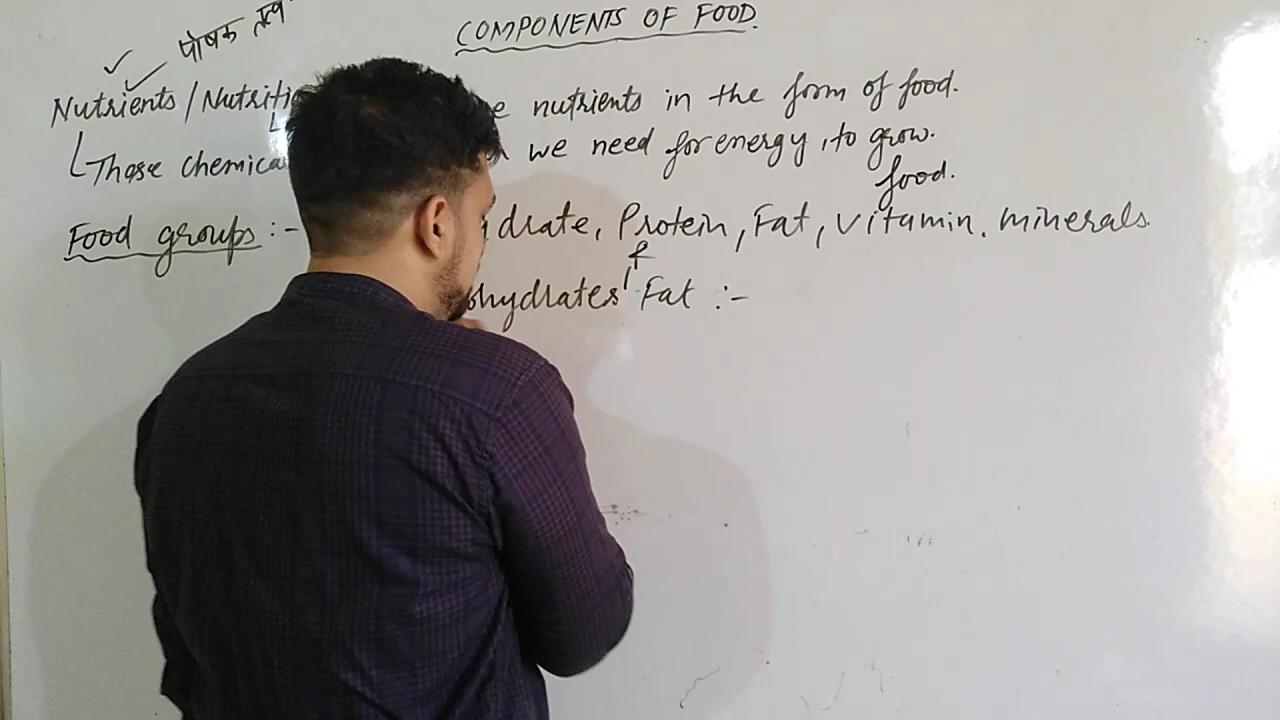 COMPONENTS OF FOOD.
पोषक तत्व
Nutrients / Nutriti e nutrients in the form of food.
Those chemica we need for energy, to grow.
food.
Food groups :- drate, Protein, Fat, Vitamin. minerals.
ohydrates & Fat :-